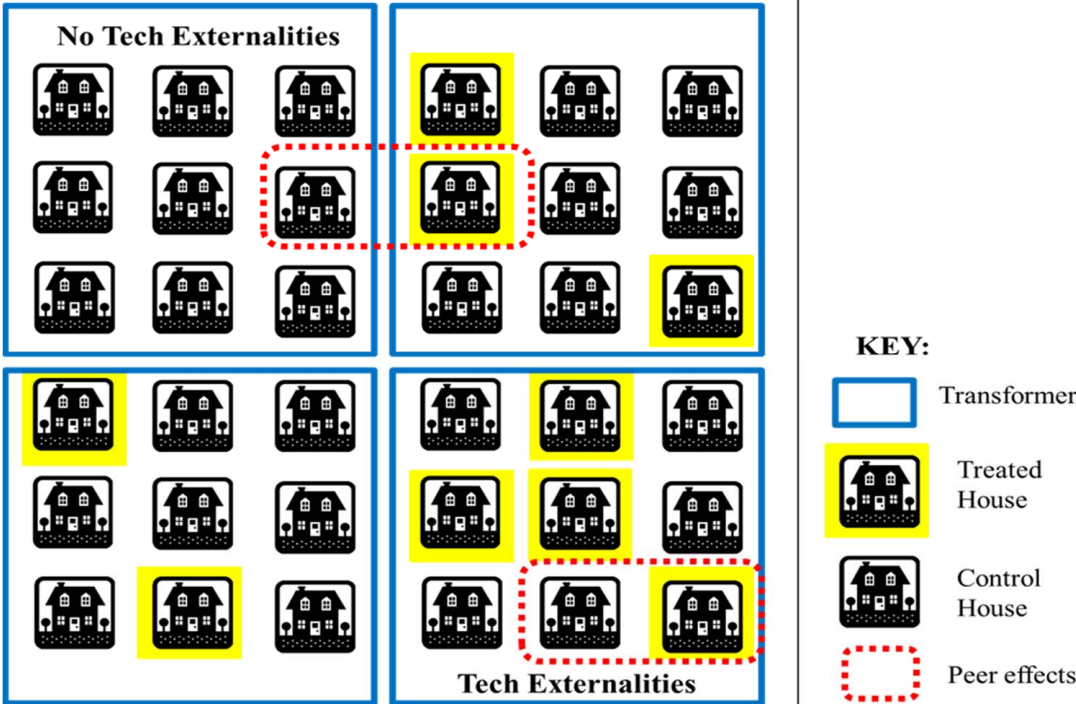 No Tech Externalities
Tech Externalities
KEY:
Transformer
Treated
House
Control
House
Peer effects